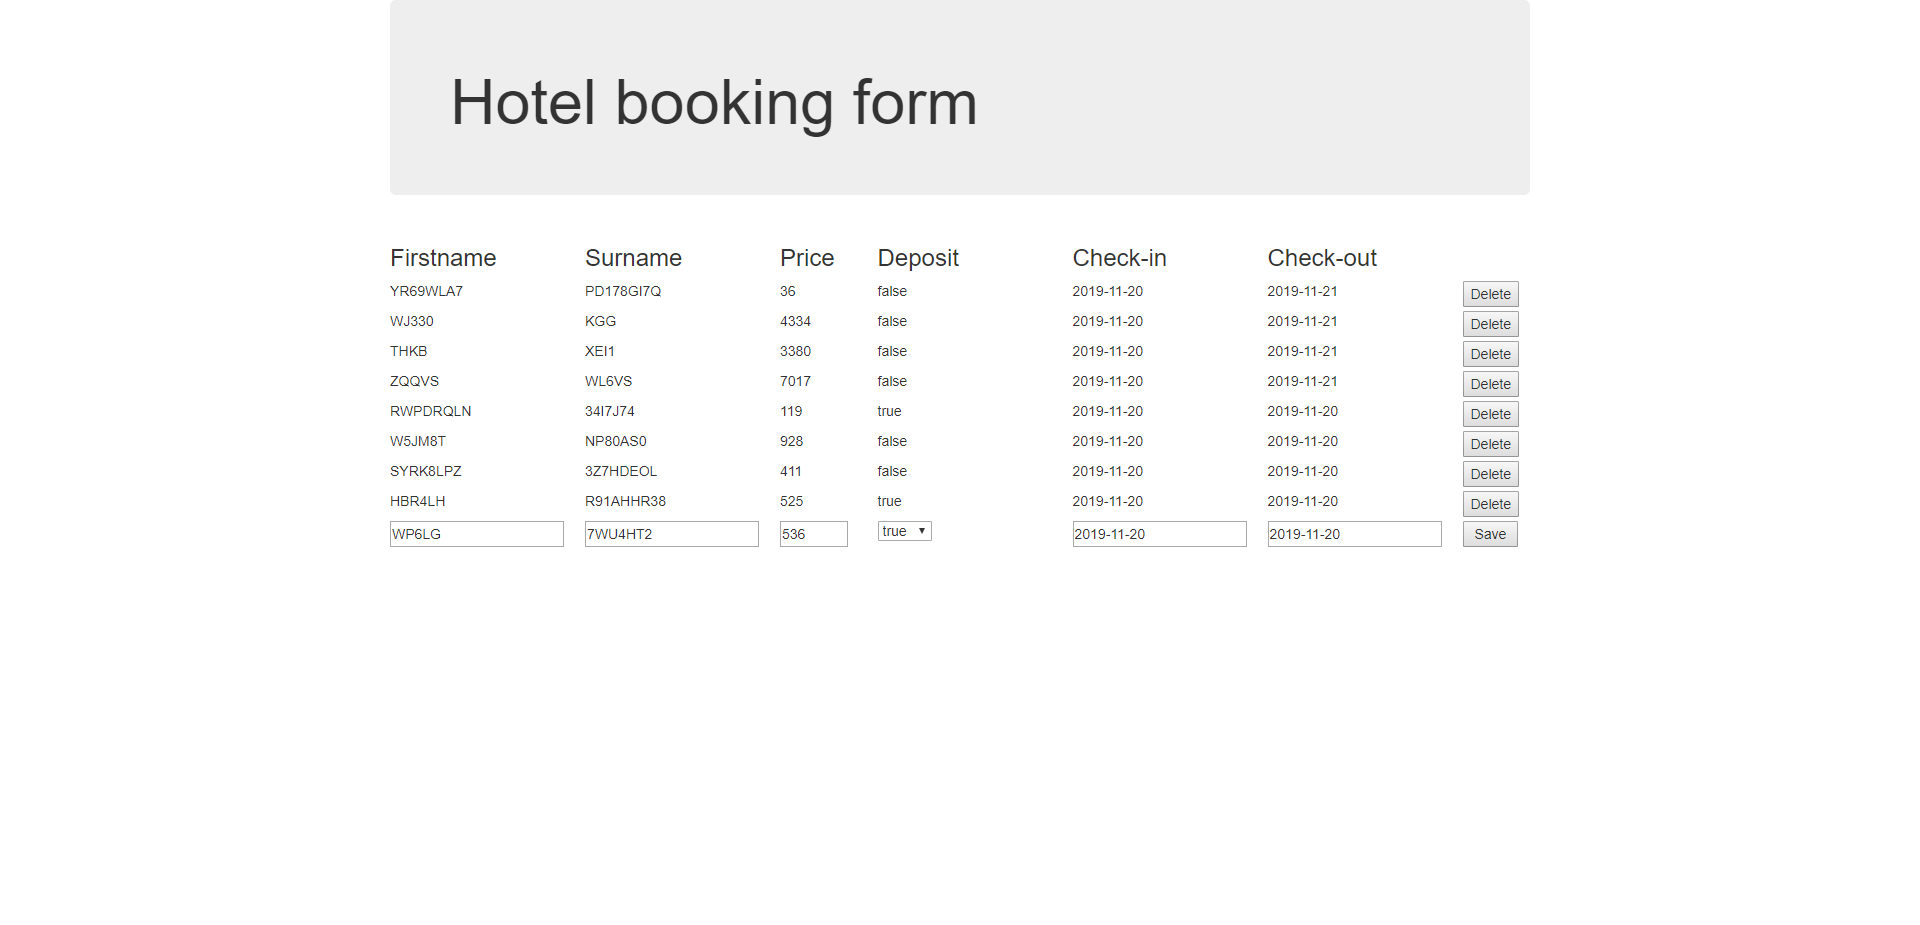 Hotel booking form
Firstname Surname Price Deposit Check-in Check-out
YR69WLA7 PD178GI7Q 36 false 2019-11-20 2019-11-21 Delete
WJ330 KGG 4334 false 2019-11-20 2019-11-21 Delete
THKB XEI1 3380 false 2019-11-20 2019-11-21 Delete
ZQQVS WL6VS 7017 false 2019-11-20 2019-11-21 Delete
RWPDRQLN 34I7J74 119 true 2019-11-20 2019-11-20 Delete
W5JM8T NP80AS0 928 false 2019-11-20 2019-11-20 Delete
SYRK8LPZ 3Z7HDEOL 411 false 2019-11-20 2019-11-20 Delete
HBR4LH R91AHHR38 525 true 2019-11-20 2019-11-20 Delete
WP6LG 7WU4HT2 536 true 2019-11-20 2019-11-20 Save